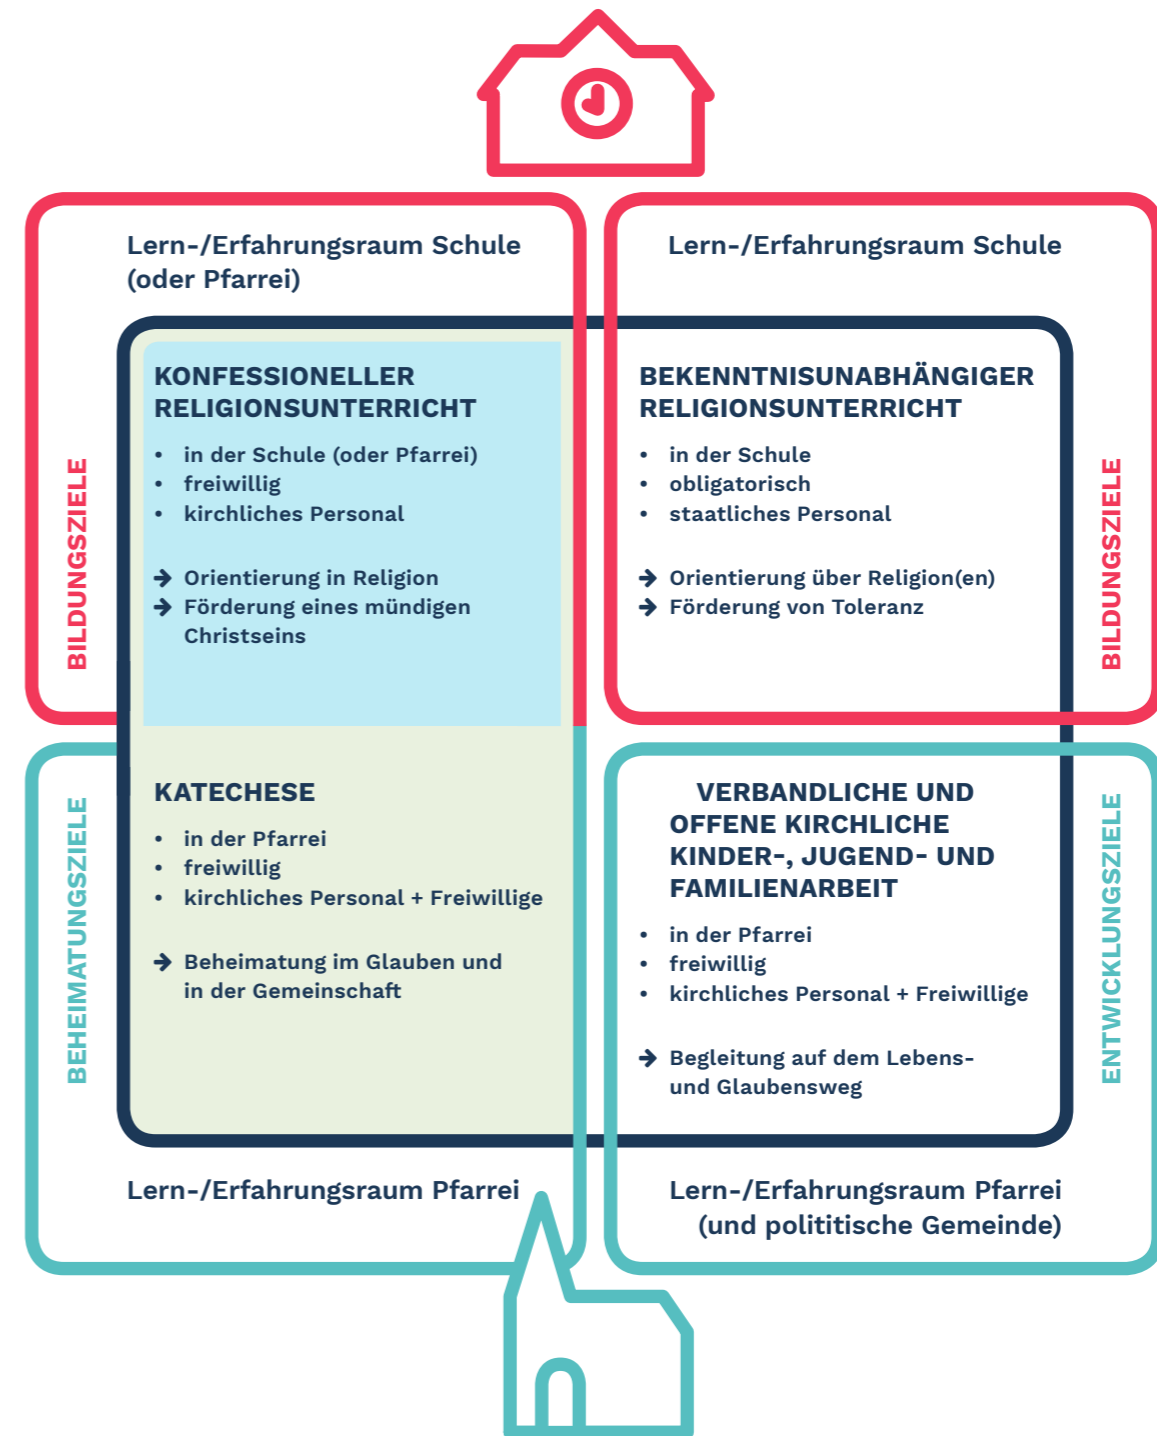 Lern-/Erfahrungsraum Schule
(oder Pfarrei)
BILDUNGSZIELE
KONFESSIONELLER
RELIGIONSUNTERRICHT
• in der Schule (oder Pfarrei)
• freiwillig
• kirchliches Personal
→ Orientierung in Religion
→ Förderung eines mündigen
Christseins
Lern-/Erfahrungsraum Schule
BEKENNTNISUNABHÄNGIGER
RELIGIONSUNTERRICHT
• in der Schule
• obligatorisch
• staatliches Personal
→ Orientierung über Religion(en)
→ Förderung von Toleranz
BILDUNGSZIELE
BEHEIMATUNGSZIELE
KATECHESE
• in der Pfarrei
• freiwillig
• kirchliches Personal + Freiwillige
→ Beheimatung im Glauben und
in der Gemeinschaft
Lern-/Erfahrungsraum Pfarrei
VERBANDLICHE UND
OFFENE KIRCHLICHE
KINDER-, JUGEND- UND
FAMILIENARBEIT
• in der Pfarrei
• freiwillig
• kirchliches Personal + Freiwillige
→ Begleitung auf dem Lebens-
und Glaubensweg
ENTWICKLUNGSZIELE
Lern-/Erfahrungsraum Pfarrei
(und polititische Gemeinde)